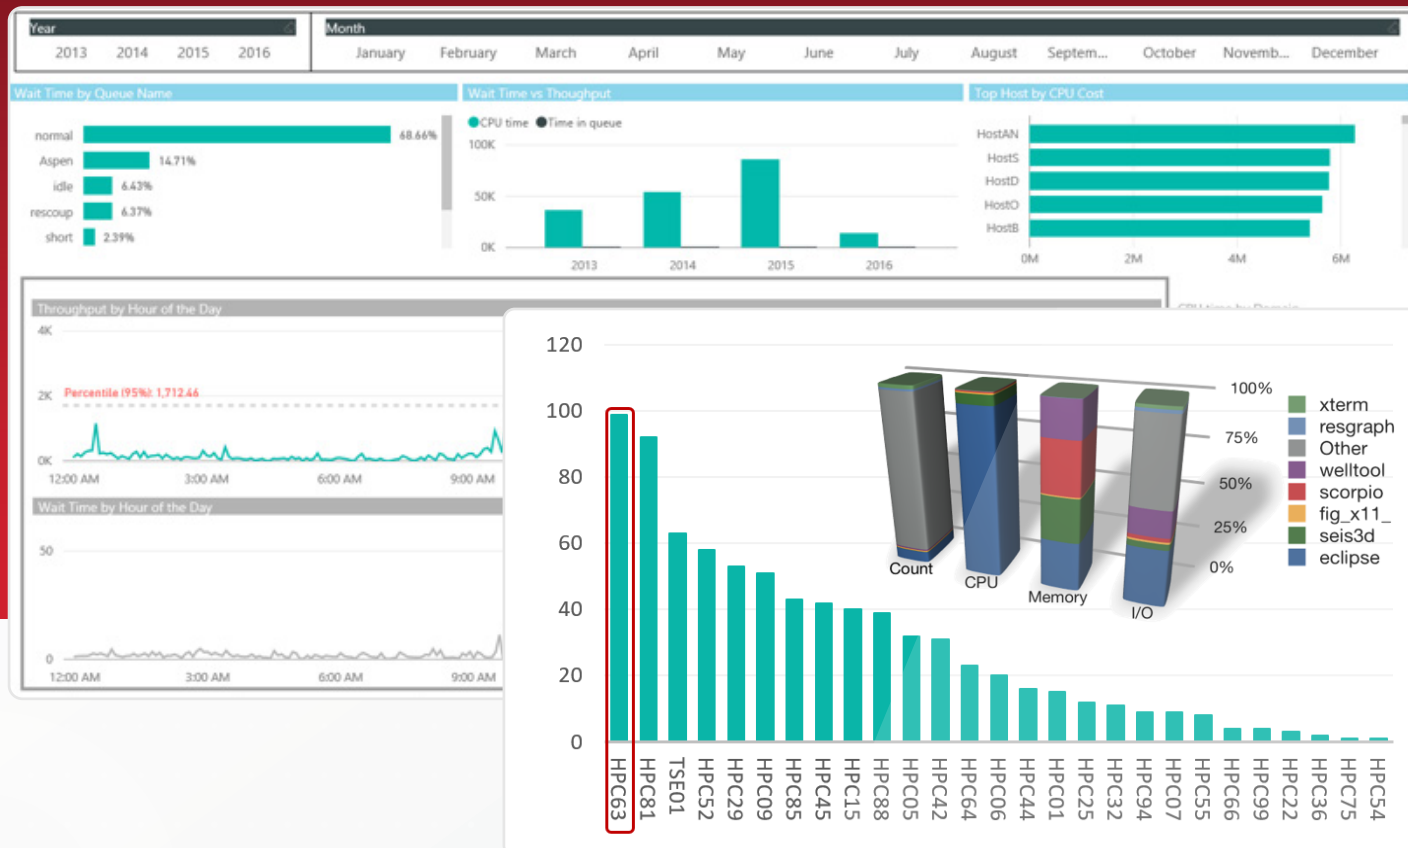 Year
2013 2014 2015 2016
Month
January February March April May June July August Septem... October Novemb... December
Wait Time by Queue Name
normal 68.66%
Aspen 14.71%
idle 6.43%
rescoup 6.37%
short 2.39%
Wait Time vs Thoughput
CPU time Time in queue
100K
50K
0K
2013 2014 2015 2016
Top Host by CPU Cost
HostAN
HostS
HostD
HostO
HostB
0M 2M 4M 6M
Throughput by Hour of the Day
4K
2K
Percentile (95%): 1,712.46
0K
12:00 AM 3:00 AM 6:00 AM 9:00 AM
Wait Time by Hour of the Day
50
0
12:00 AM 3:00 AM 6:00 AM 9:00 AM
CPU time by Domain
120
100
80
60
40
20
0
HPC63 HPC81 TSE01 HPC52 HPC29 HPC09 HPC85 HPC45 HPC15 HPC88 HPC05 HPC42 HPC64 HPC06 HPC44 HPC01 HPC25 HPC32 HPC94 HPC07 HPC55 HPC66 HPC99 HPC22 HPC36 HPC75 HPC54
100%
75%
50%
25%
0%
Count CPU Memory I/O
xterm
resgraph
Other
welltool
scorpio
fig_x11_
seis3d
eclipse